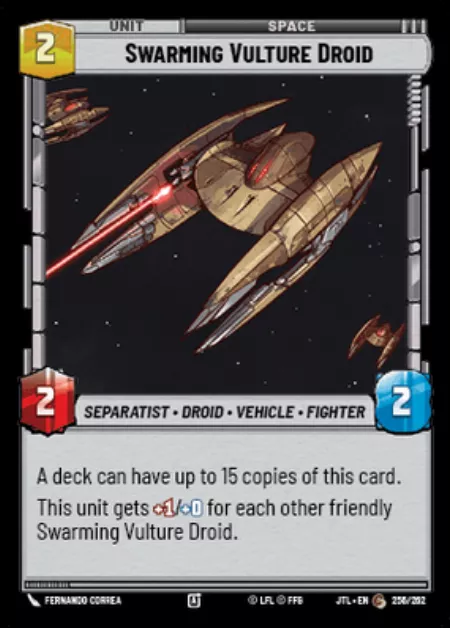 UNIT
SPACE
2
SWARMING VULTURE DROID
2
SEPARATIST • DROID • VEHICLE • FIGHTER
2
A deck can have up to 15 copies of this card.
This unit gets +1/+0 for each other friendly
Swarming Vulture Droid.
FERNANDO CORREA
A
© LFL © FFG
JTL • EN
C
256/262